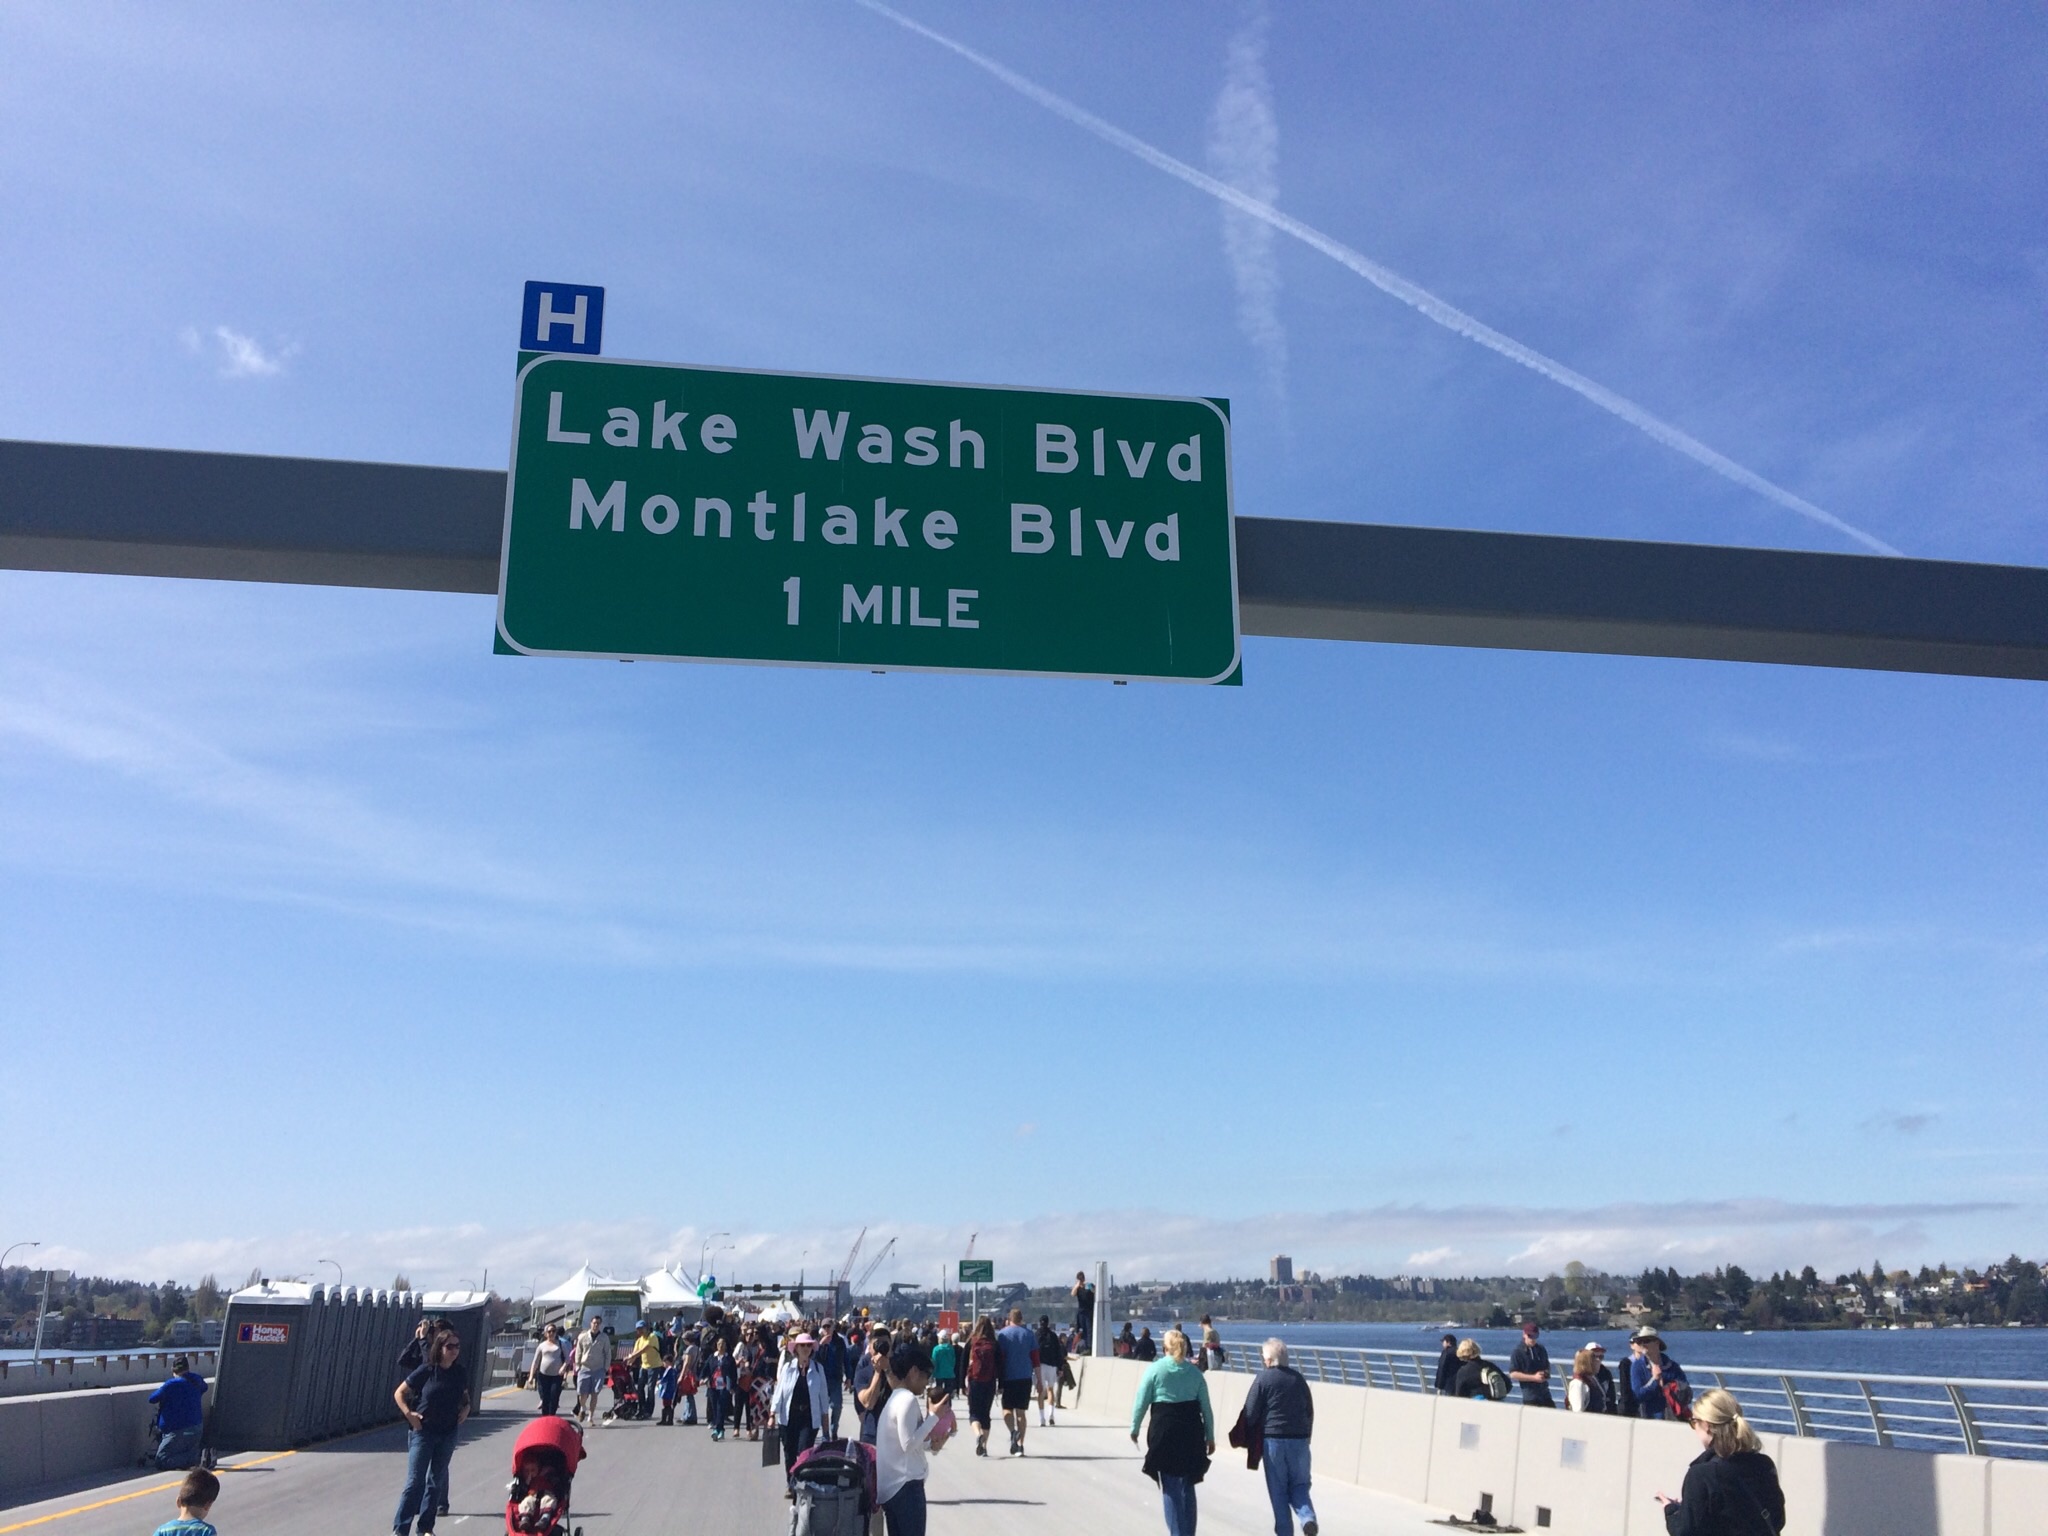 H
Lake Wash Blvd
Montlake Blvd
1 MILE
Honey
Bucket